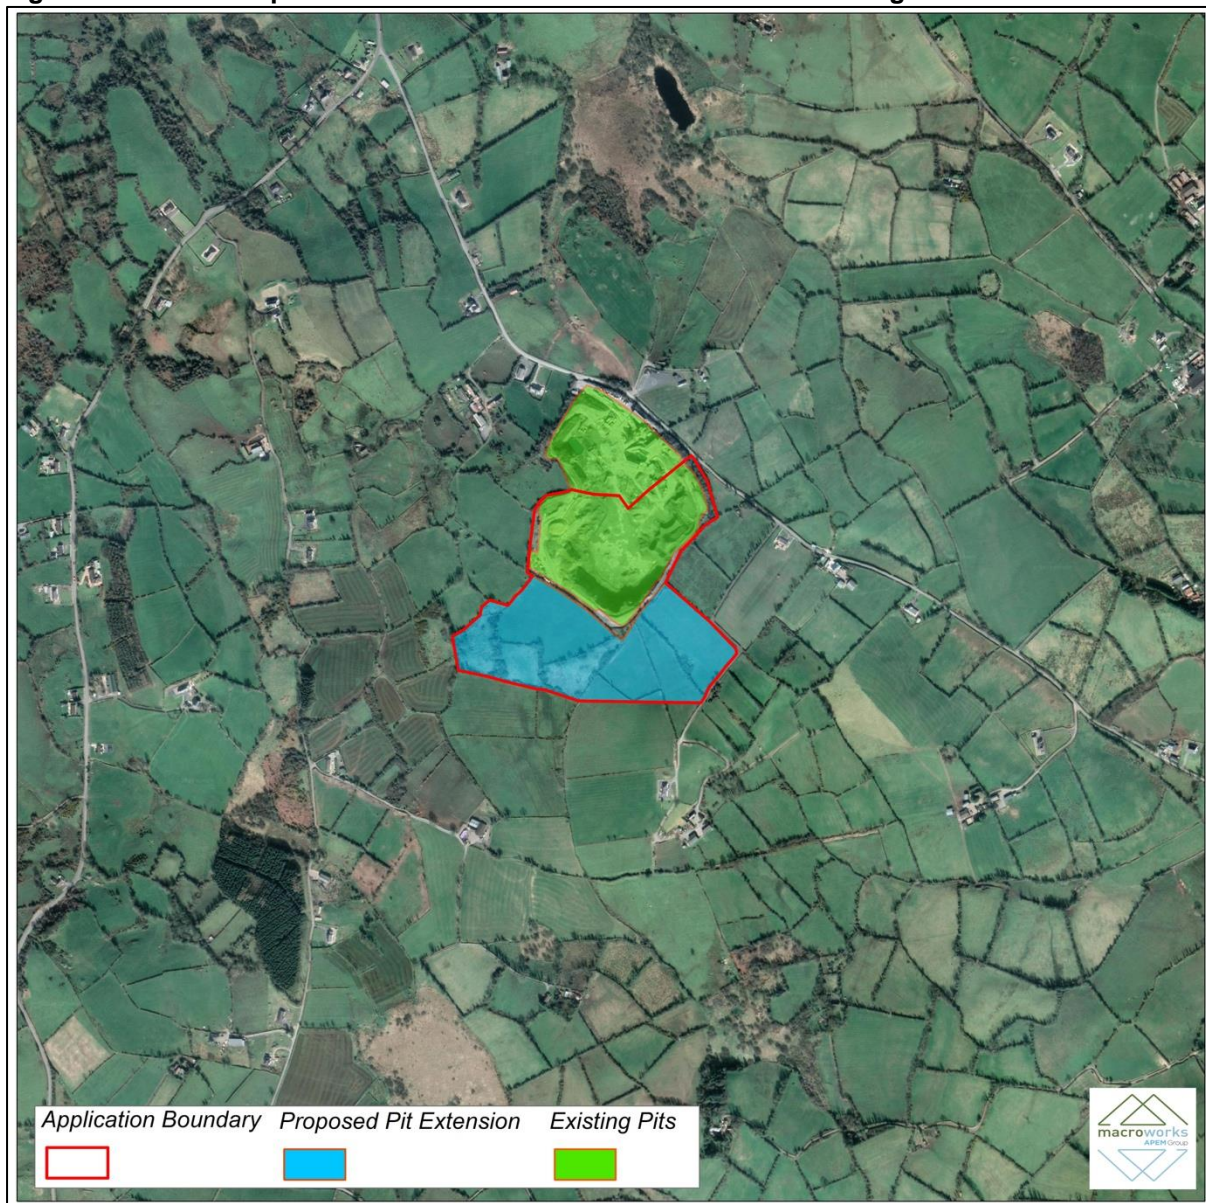 Application Boundary Proposed Pit Extension Existing Pits
macroworks
APEM Group